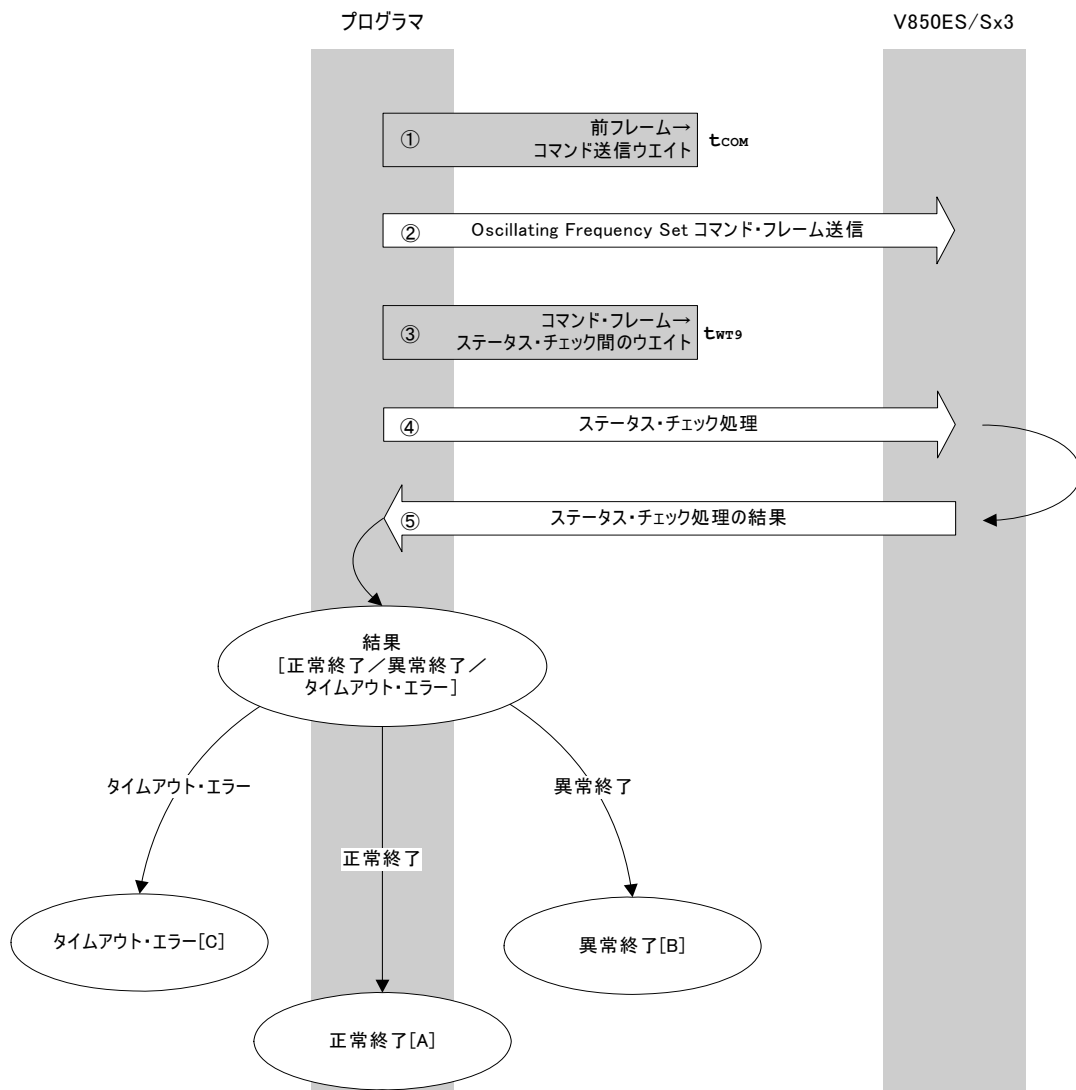 プログラマ
V850ES/Sx3
① 前フレーム→
コマンド送信ウエイト
tCOM
② Oscillating Frequency Set コマンド・フレーム送信
③ コマンド・フレーム→
ステータス・チェック間のウエイト
tWT9
④ ステータス・チェック処理
⑤ ステータス・チェック処理の結果
結果
[正常終了／異常終了／
タイムアウト・エラー]
タイムアウト・エラー
異常終了
正常終了
タイムアウト・エラー[C]
異常終了[B]
正常終了[A]